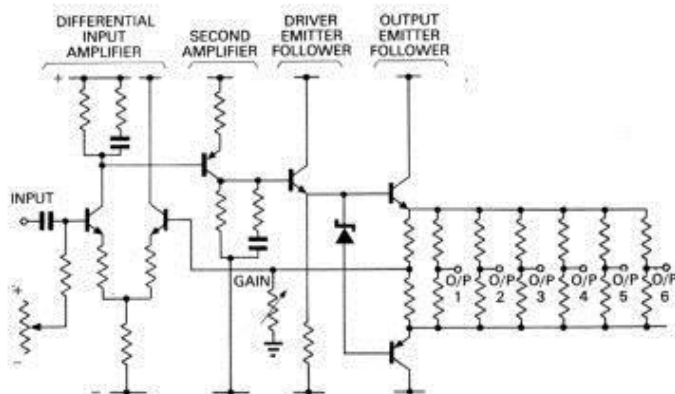 DIFFERENTIAL
INPUT
AMPLIFIER
SECOND
AMPLIFIER
DRIVER
EMITTER
FOLLOWER
OUTPUT
EMITTER
FOLLOWER
+
INPUT
+
−
−
GAIN
O/P
1
O/P
2
O/P
3
O/P
4
O/P
5
O/P
6